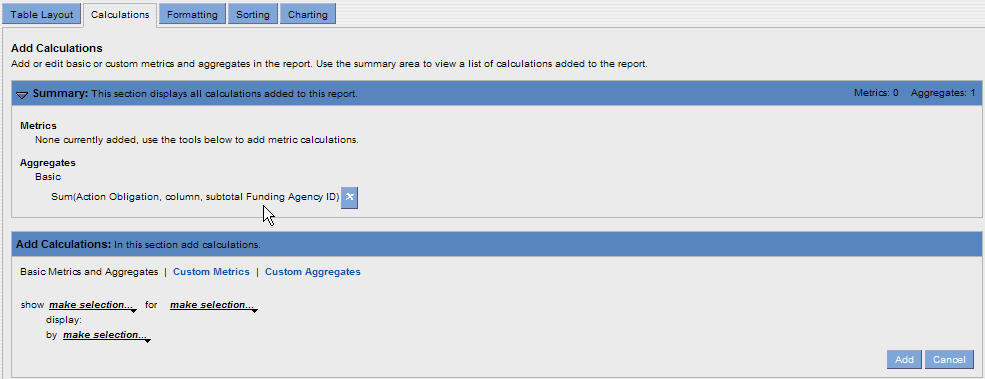 Table Layout Calculations Formatting Sorting Charting
Add Calculations
Add or edit basic or custom metrics and aggregates in the report. Use the summary area to view a list of calculations added to the report.
Summary: This section displays all calculations added to this report. Metrics: 0 Aggregates: 1
Metrics
None currently added, use the tools below to add metric calculations.
Aggregates
Basic
Sum(Action Obligation, column, subtotal Funding Agency ID) x
Add Calculations: In this section add calculations.
Basic Metrics and Aggregates | Custom Metrics | Custom Aggregates
show make selection... for make selection...
display:
by make selection...
Add Cancel